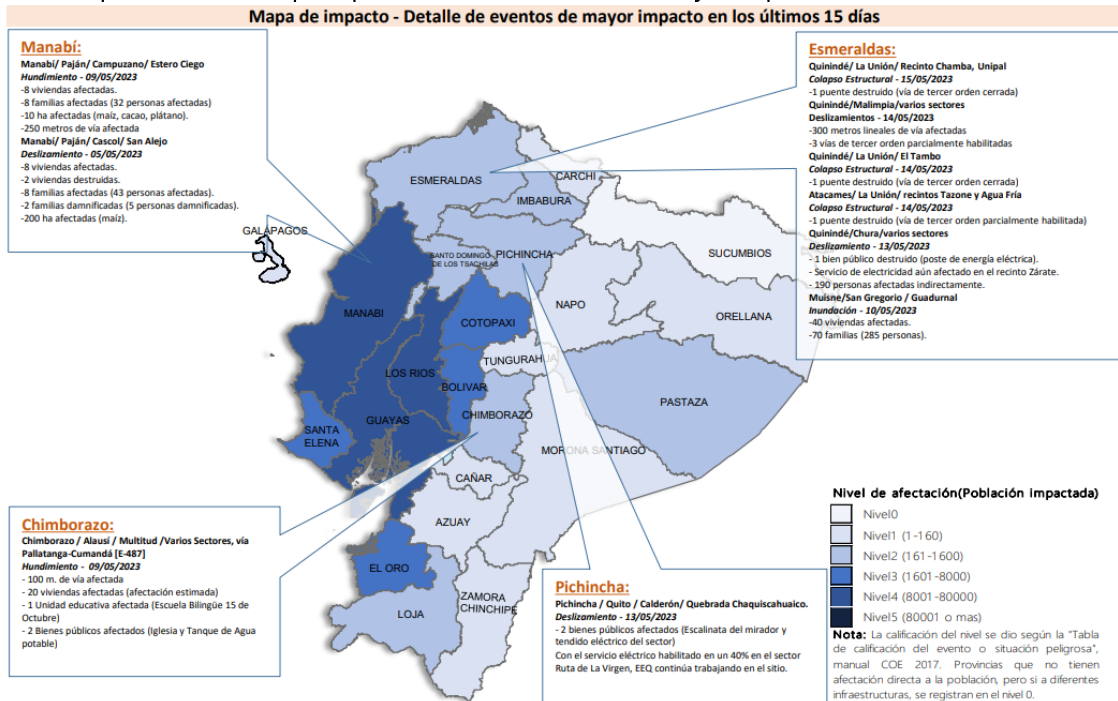 Mapa de impacto - Detalle de eventos de mayor impacto en los últimos 15 días
Manabí:
Manabí/ Paján/ Campuzano/ Estero Ciego
Hundimiento - 09/05/2023
-8 viviendas afectadas.
-8 familias afectadas (32 personas afectadas)
-10 ha afectadas (maíz, cacao, plátano).
-250 metros de vía afectada
Manabí/ Paján/ Cascol/ San Alejo
Deslizamiento - 05/05/2023
-8 viviendas afectadas.
-2 viviendas destruidas.
-8 familias afectadas (43 personas afectadas).
-2 familias damnificadas (5 personas damnificadas).
-200 ha afectadas (maíz).
Esmeraldas:
Quinindé/ La Unión/ Recinto Chamba, Unipal
Colapso Estructural - 15/05/2023
-1 puente destruido (vía de tercer orden cerrada)
Quinindé/Malimpia/varios sectores
Deslizamientos - 14/05/2023
-300 metros lineales de vía afectadas
-3 vías de tercer orden parcialmente habilitadas
Quinindé/ La Unión/ El Tambo
Colapso Estructural - 14/05/2023
-1 puente destruido (vía de tercer orden cerrada)
Atacames/ La Unión/ recintos Tazone y Agua Fría
Colapso Estructural - 14/05/2023
-1 puente destruido (vía de tercer orden parcialmente habilitada)
Quinindé/Chura/varios sectores
Deslizamiento - 13/05/2023
- 1 bien público destruido (poste de energía eléctrica).
- Servicio de electricidad aún afectado en el recinto Zárate.
- 190 personas afectadas indirectamente.
Muisne/San Gregorio / Guadurnal
Inundación - 10/05/2023
-40 viviendas afectadas.
-70 familias (285 personas).
ESMERALDAS
CARCHI
IMBABURA
GALÁPAGOS
SANTO DOMINGO
DE LOS TSACHILAS
PICHINCHA
SUCUMBIOS
NAPO
ORELLANA
MANABI
COTOPAXI
TUNGURAHUA
LOS RIOS
BOLIVAR
PASTAZA
CHIMBORAZO
GUAYAS
SANTA
ELENA
MORONA SANTIAGO
CAÑAR
AZUAY
EL ORO
LOJA
ZAMORA
CHINCHIPE
Chimborazo:
Chimborazo / Alausí / Multitud /Varios Sectores, vía
Pallatanga-Cumandá [E-487]
Hundimiento - 09/05/2023
- 100 m. de vía afectada
- 20 viviendas afectadas (afectación estimada)
- 1 Unidad educativa afectada (Escuela Bilingüe 15 de
Octubre)
- 2 Bienes públicos afectados (Iglesia y Tanque de Agua
potable)
Pichincha:
Pichincha / Quito / Calderón/ Quebrada Chaquiscahuaico.
Deslizamiento - 13/05/2023
- 2 bienes públicos afectados (Escalinata del mirador y
tendido eléctrico del sector)
Con el servicio eléctrico habilitado en un 40% en el sector
Ruta de La Virgen, EEQ continúa trabajando en el sitio.
Nivel de afectación(Población impactada)
Nivel0
Nivel1 (1-160)
Nivel2 (161-1600)
Nivel3 (1601-8000)
Nivel4 (8001-80000)
Nivel5 (80001 o mas)
Nota: La calificación del nivel se dio según la "Tabla
de calificación del evento o situación peligrosa",
manual COE 2017. Provincias que no tienen
afectación directa a la población, pero si a diferentes
infraestructuras, se registran en el nivel 0.